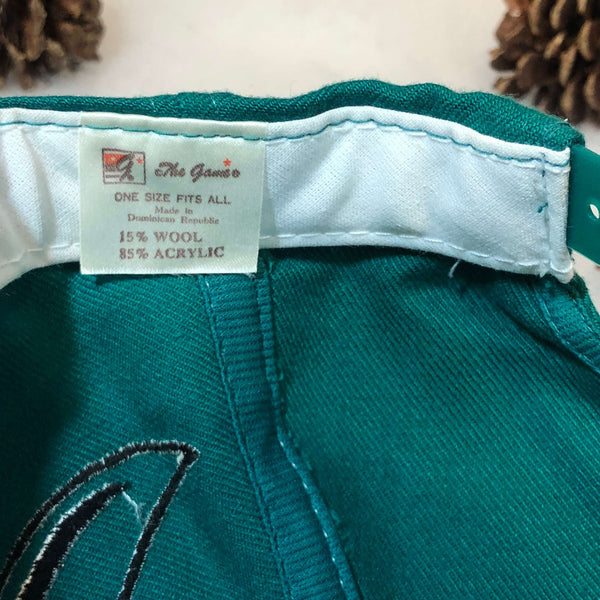 The Game
ONE SIZE FITS ALL
Made in
Dominican Republic
15% WOOL
85% ACRYLIC